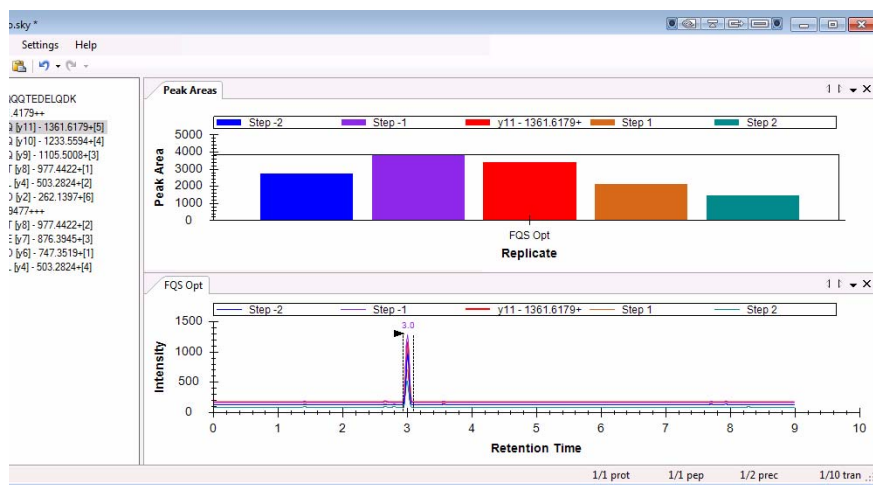 o.sky *
Settings Help
QQTEDELQDK
.4179++
Q [y11] - 1361.6179+[5]
Q [y10] - 1233.5594+[4]
Q [y9] - 1105.5008+[3]
T [y8] - 977.4422+[1]
L [y4] - 503.2824+[2]
D [y2] - 262.1397+[6]
9477+++
T [y8] - 977.4422+[2]
E [y7] - 876.3945+[3]
D [y6] - 747.3519+[1]
L [y4] - 503.2824+[4]
Peak Areas
Step -2 Step -1 y11 - 1361.6179+ Step 1 Step 2
5000
4000
3000
2000
1000
0
Peak Area
FQS Opt
Replicate
FQS Opt
Step -2 Step -1 y11 - 1361.6179+ Step 1 Step 2
1500
1000
500
0
Intensity
3.0
0 1 2 3 4 5 6 7 8 9 10
Retention Time
1/1 prot 1/1 pep 1/2 prec 1/10 tran